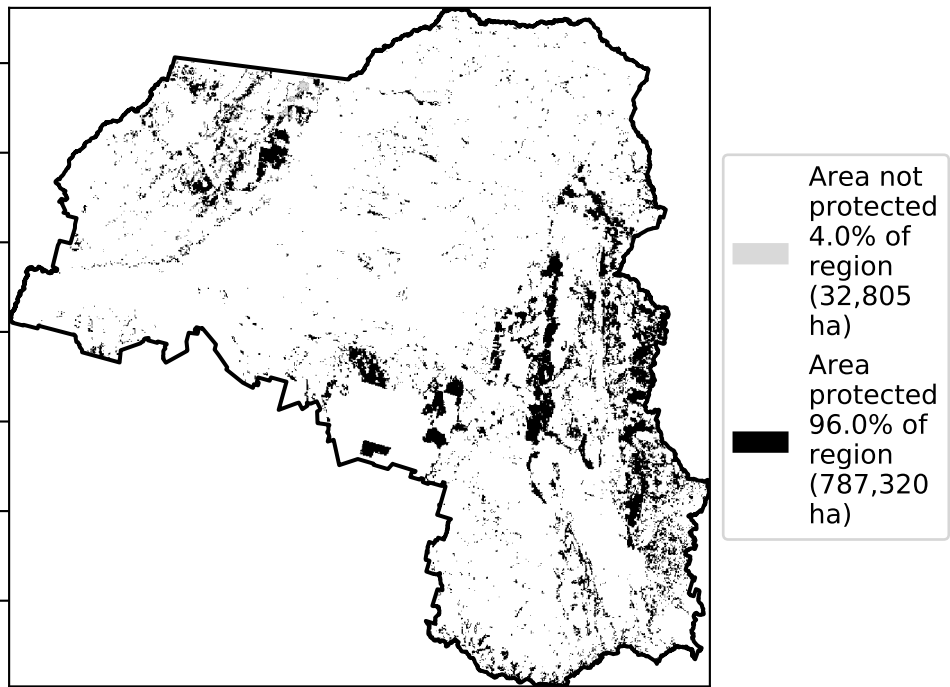 Area not
protected
4.0% of
region
(32,805
ha)
Area
protected
96.0% of
region
(787,320
ha)